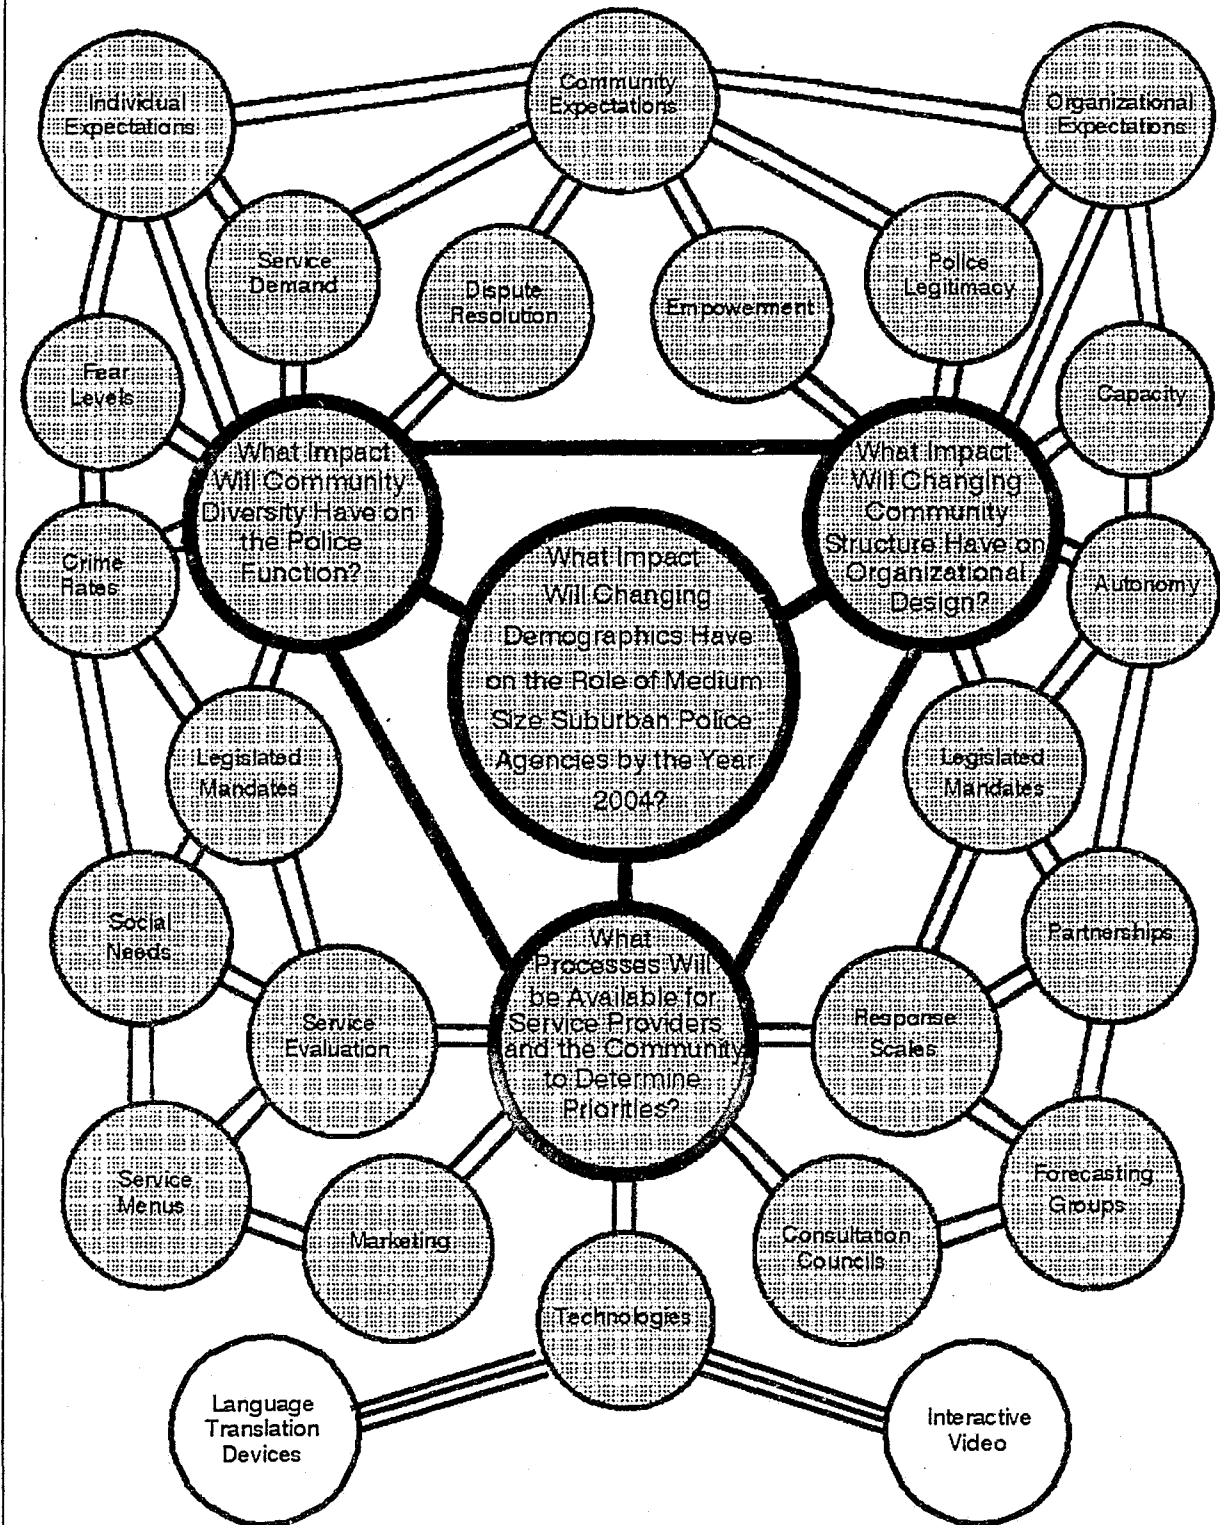 Individual
Expectations
Community
Expectations
Organizational
Expectations
Service
Demand
Dispute
Resolution
Empowerment
Police
Legitimacy
Fear
Levels
Capacity
What Impact
Will Community
Diversity Have on
the Police
Function?
What Impact
Will Changing
Community
Structure Have on
Organizational
Design?
Crime
Rates
Autonomy
What Impact
Will Changing
Demographics Have
on the Role of Medium
Size Suburban Police
Agencies by the Year
2004?
Legislated
Mandates
Legislated
Mandates
Social
Needs
Partnerships
What
Processes Will
be Available for
Service Providers
and the Community
to Determine
Priorities?
Service
Evaluation
Response
Scales
Service
Menus
Marketing
Consultation
Councils
Forecasting
Groups
Technologies
Language
Translation
Devices
Interactive
Video